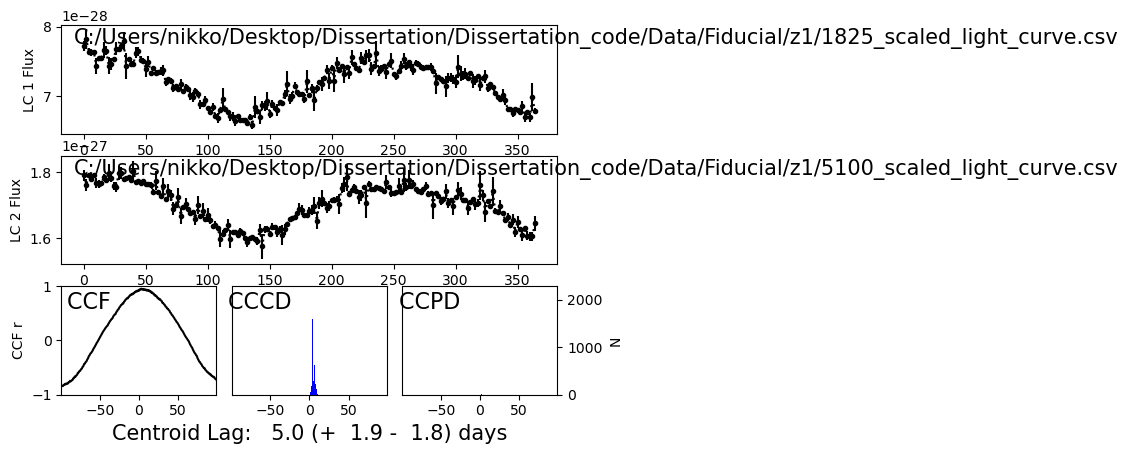 1e−28
C:/Users/nikko/Desktop/Dissertation/Dissertation_code/Data/Fiducial/z1/1825_scaled_light_curve.csv
8
7
LC 1 Flux
0 50 100 150 200 250 300 350
1e−27
C:/Users/nikko/Desktop/Dissertation/Dissertation_code/Data/Fiducial/z1/5100_scaled_light_curve.csv
1.8
1.6
LC 2 Flux
0 50 100 150 200 250 300 350
CCF
CCCD
CCPD
1
0
−1
CCF r
2000
1000
0
N
−50 0 50
−50 0 50
−50 0 50
Centroid Lag: 5.0 (+ 1.9 - 1.8) days